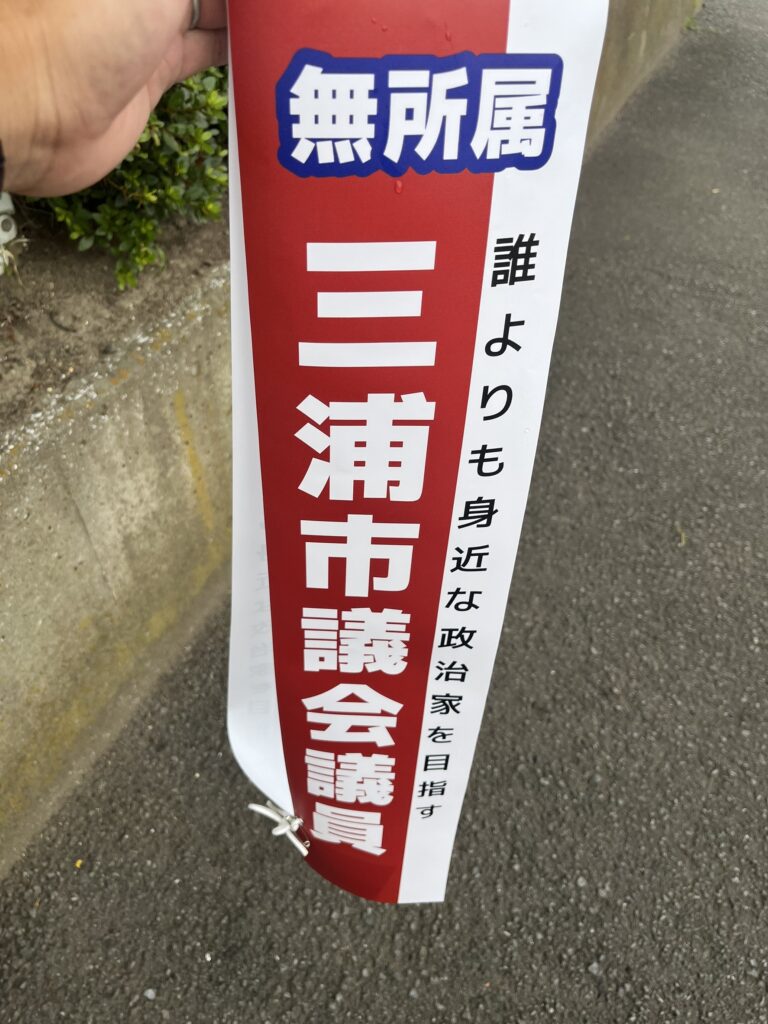 無所属
三浦市議会議員
誰よりも身近な政治家を目指す